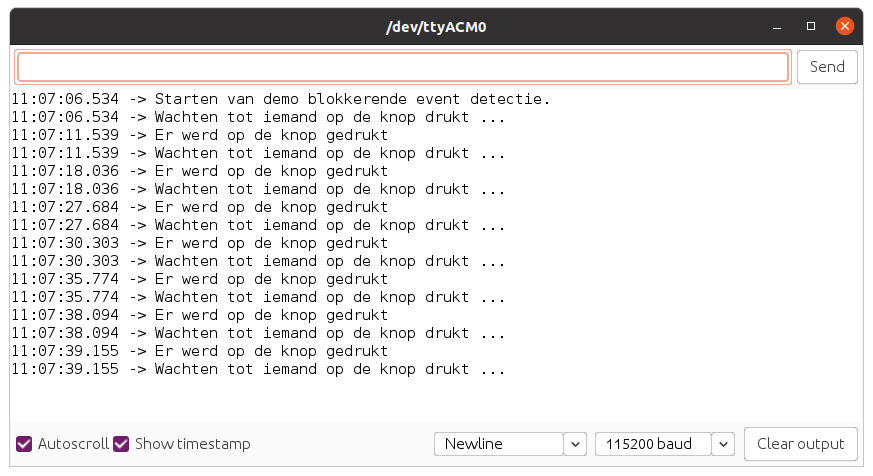 /dev/ttyACM0
Send
11:07:06.534 -> Starten van demo blokkerende event detectie.
11:07:06.534 -> Wachten tot iemand op de knop drukt ...
11:07:11.539 -> Er werd op de knop gedrukt
11:07:11.539 -> Wachten tot iemand op de knop drukt ...
11:07:18.036 -> Er werd op de knop gedrukt
11:07:18.036 -> Wachten tot iemand op de knop drukt ...
11:07:27.684 -> Er werd op de knop gedrukt
11:07:27.684 -> Wachten tot iemand op de knop drukt ...
11:07:30.303 -> Er werd op de knop gedrukt
11:07:30.303 -> Wachten tot iemand op de knop drukt ...
11:07:35.774 -> Er werd op de knop gedrukt
11:07:35.774 -> Wachten tot iemand op de knop drukt ...
11:07:38.094 -> Er werd op de knop gedrukt
11:07:38.094 -> Wachten tot iemand op de knop drukt ...
11:07:39.155 -> Er werd op de knop gedrukt
11:07:39.155 -> Wachten tot iemand op de knop drukt ...
Autoscroll Show timestamp Newline 115200 baud Clear output